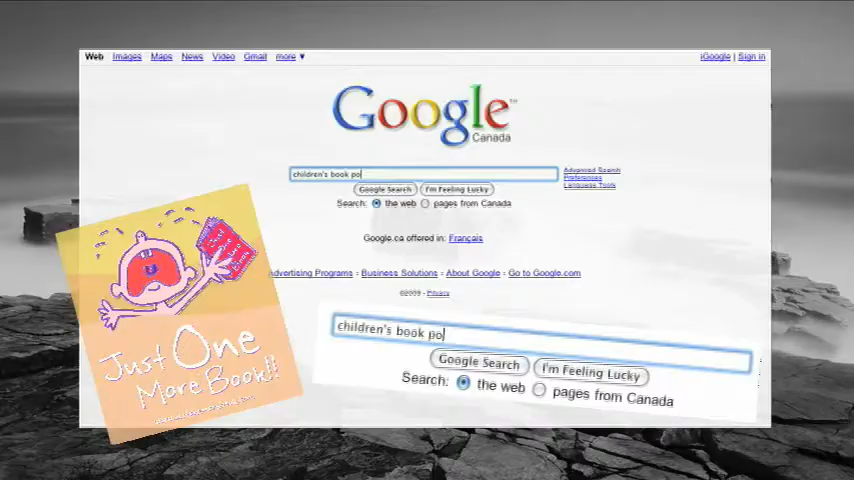 Web Images Maps News Video Gmail more ▼ iGoogle | Sign in
Google™
Canada
children's book po
Advanced Search
Preferences
Language Tools
Google Search I'm Feeling Lucky
Search: the web pages from Canada
Google.ca offered in: Français
Advertising Programs - Business Solutions - About Google - Go to Google.com
©2009 - Privacy
children's book po
Google Search I'm Feeling Lucky
Search: the web pages from Canada
Just One
More Book!!